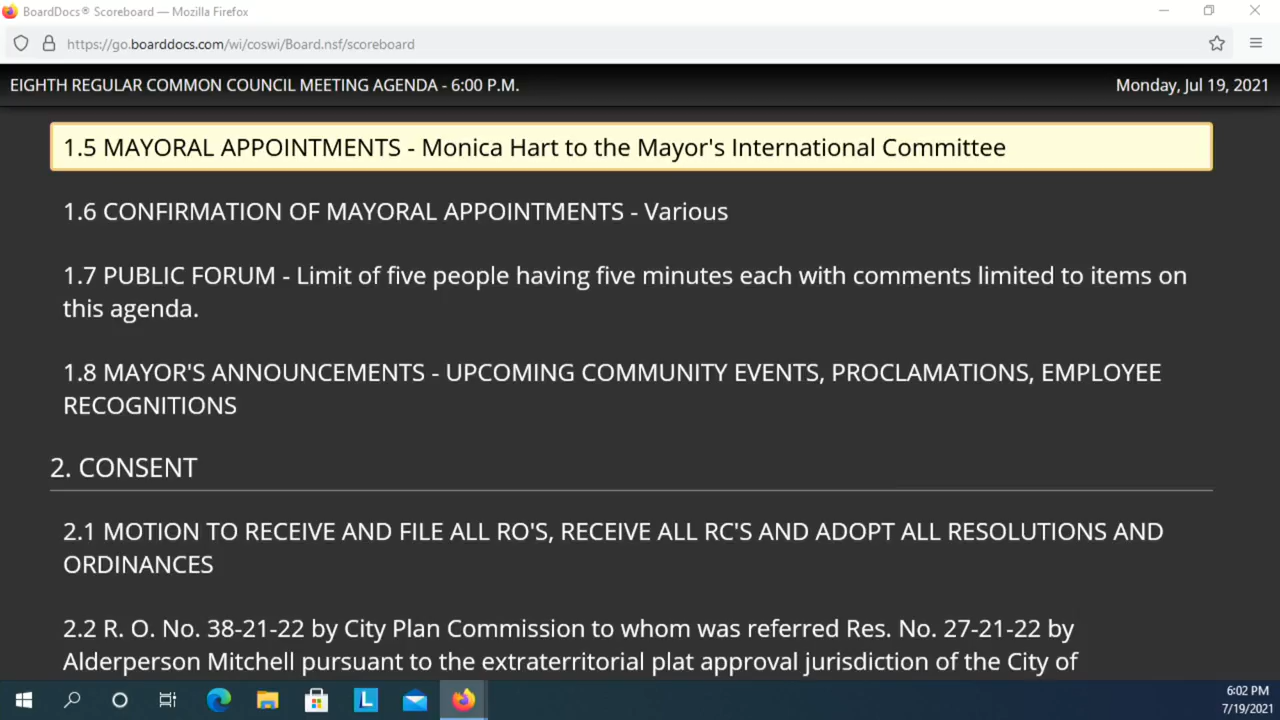 BoardDocs® Scoreboard — Mozilla Firefox
https://go.boarddocs.com/wi/coswi/Board.nsf/scoreboard
EIGHTH REGULAR COMMON COUNCIL MEETING AGENDA - 6:00 P.M.
Monday, Jul 19, 2021
1.5 MAYORAL APPOINTMENTS - Monica Hart to the Mayor's International Committee
1.6 CONFIRMATION OF MAYORAL APPOINTMENTS - Various
1.7 PUBLIC FORUM - Limit of five people having five minutes each with comments limited to items on
this agenda.
1.8 MAYOR'S ANNOUNCEMENTS - UPCOMING COMMUNITY EVENTS, PROCLAMATIONS, EMPLOYEE
RECOGNITIONS
2. CONSENT
2.1 MOTION TO RECEIVE AND FILE ALL RO'S, RECEIVE ALL RC'S AND ADOPT ALL RESOLUTIONS AND
ORDINANCES
2.2 R. O. No. 38-21-22 by City Plan Commission to whom was referred Res. No. 27-21-22 by
Alderperson Mitchell pursuant to the extraterritorial plat approval jurisdiction of the City of
L
6:02 PM
7/19/2021